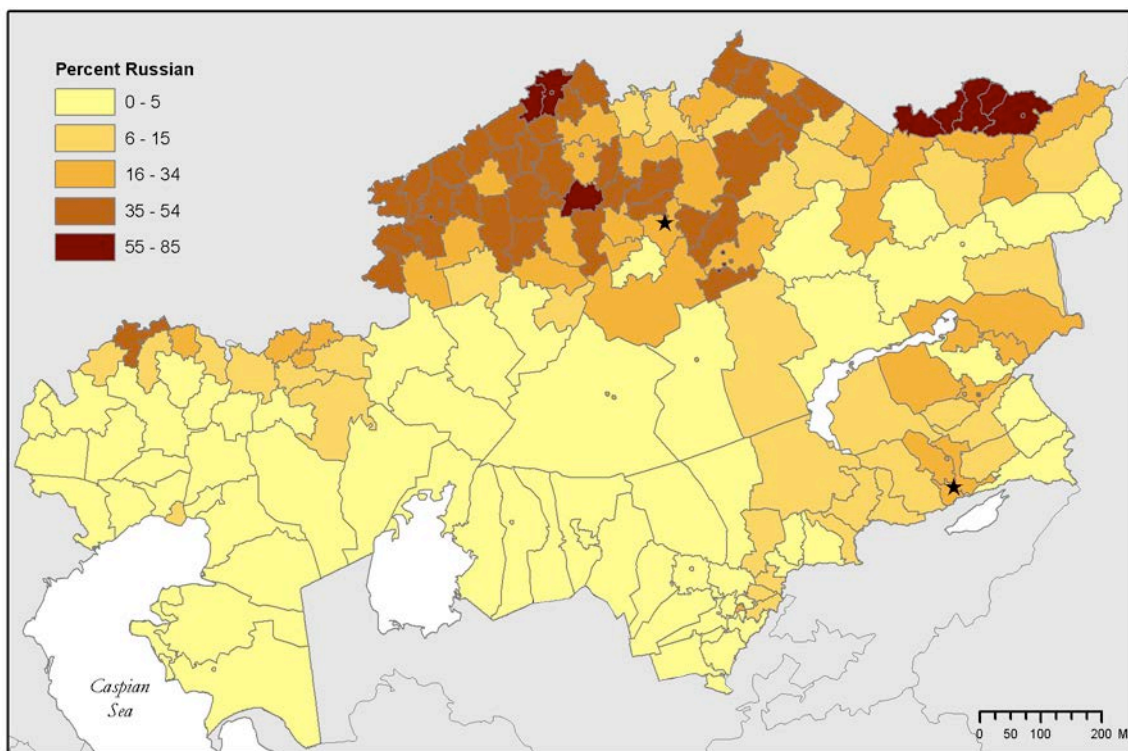 Percent Russian
0 - 5
6 - 15
16 - 34
35 - 54
55 - 85
Caspian
Sea
0 50 100 200 M